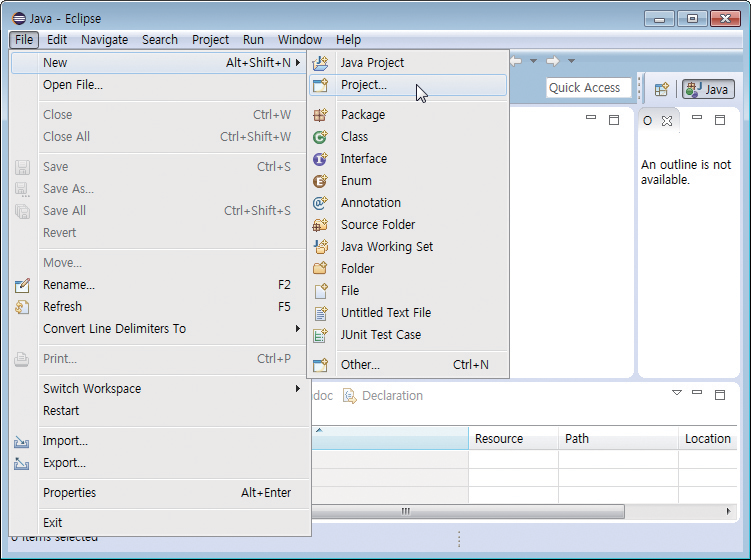 Java - Eclipse
File Edit Navigate Search Project Run Window Help
New Alt+Shift+N
Open File...
Close Ctrl+W
Close All Ctrl+Shift+W
Save Ctrl+S
Save As...
Save All Ctrl+Shift+S
Revert
Move...
Rename... F2
Refresh F5
Convert Line Delimiters To
Print... Ctrl+P
Switch Workspace
Restart
Import...
Export...
Properties Alt+Enter
Exit
Java Project
Project...
Package
Class
Interface
Enum
Annotation
Source Folder
Java Working Set
Folder
File
Untitled Text File
JUnit Test Case
Other... Ctrl+N
Quick Access
Java
O
An outline is not
available.
doc Declaration
Resource Path Location
0 items selected